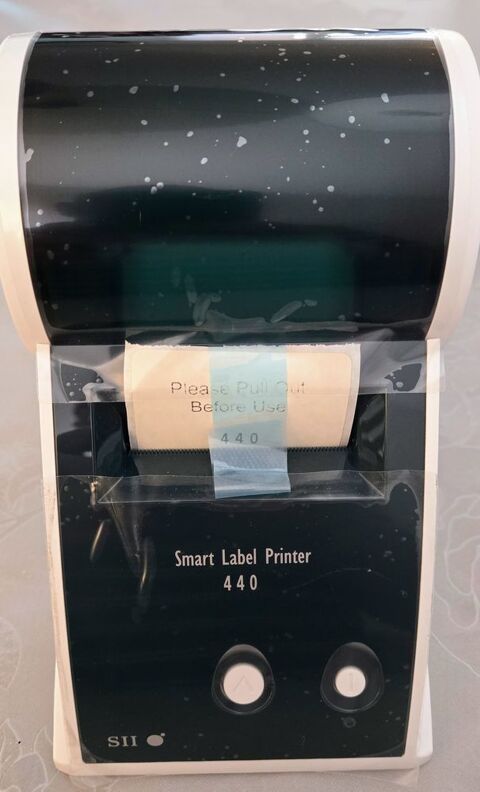 Please Pull Out
Before Use
440
Smart Label Printer
440
SII